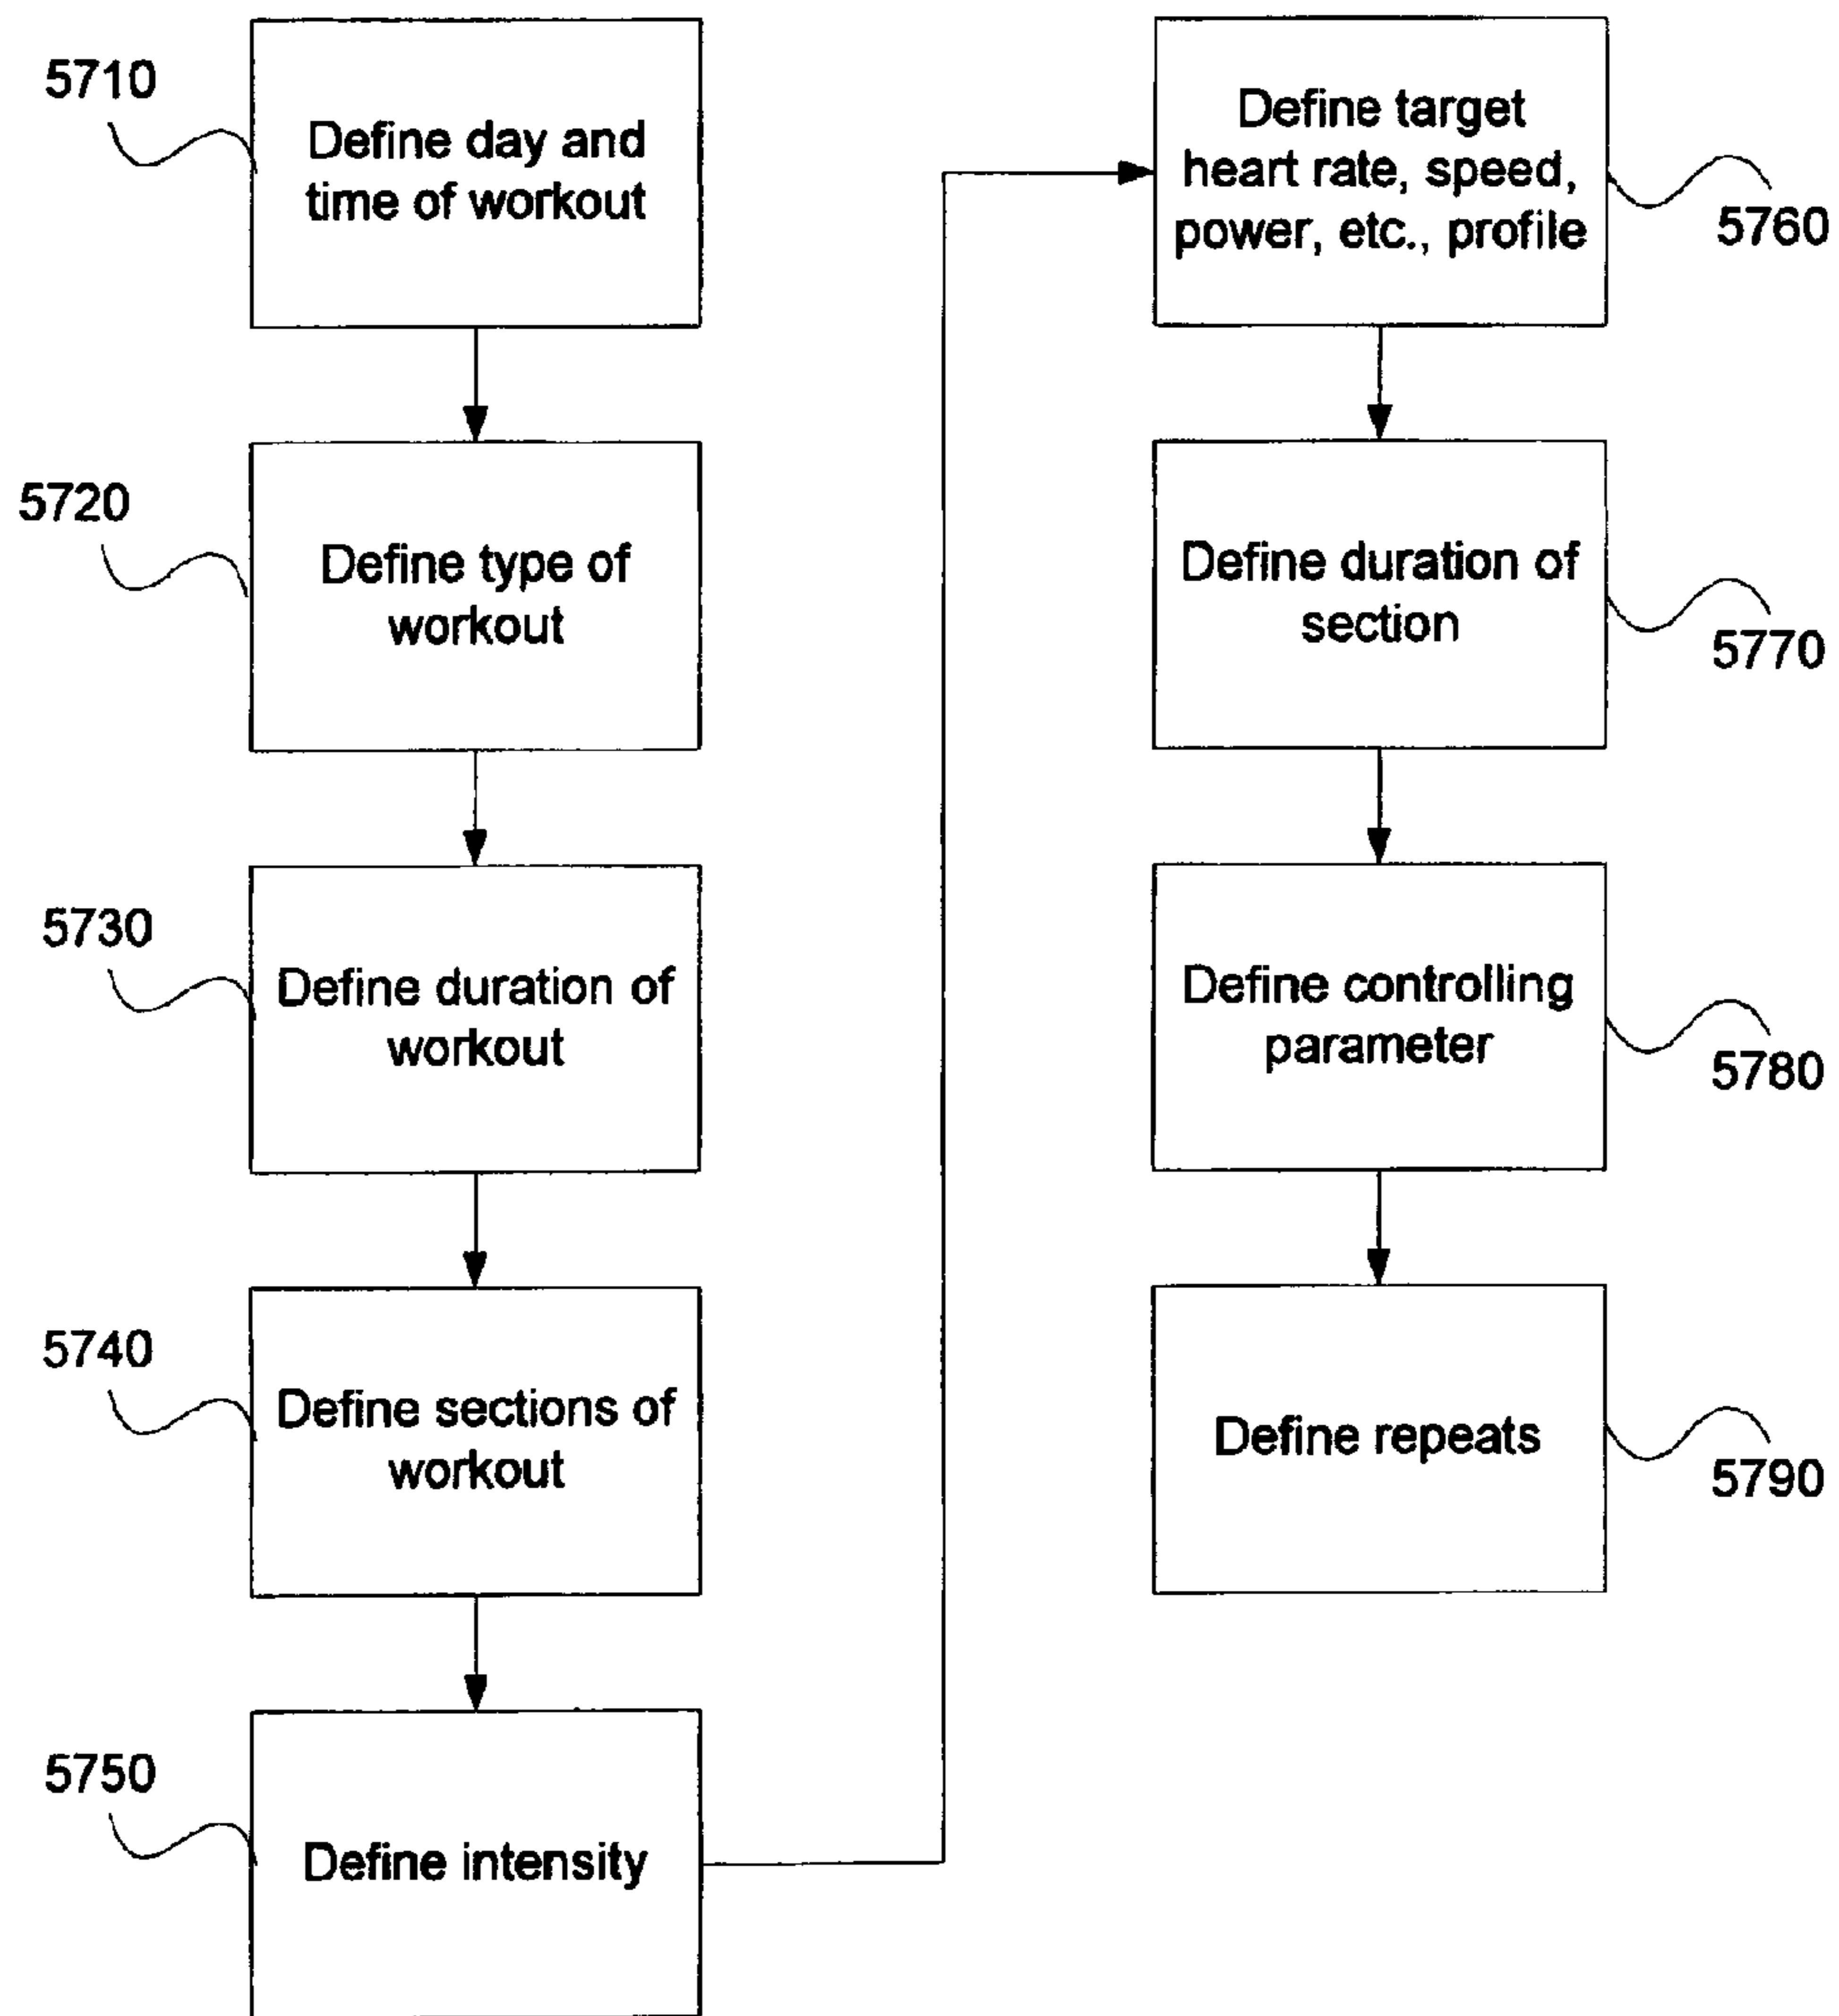 5710
Define day and
time of workout
5720
Define type of
workout
5730
Define duration of
workout
5740
Define sections of
workout
5750
Define intensity
Define target
heart rate, speed,
power, etc., profile
5760
Define duration of
section
5770
Define controlling
parameter
5780
Define repeats
5790